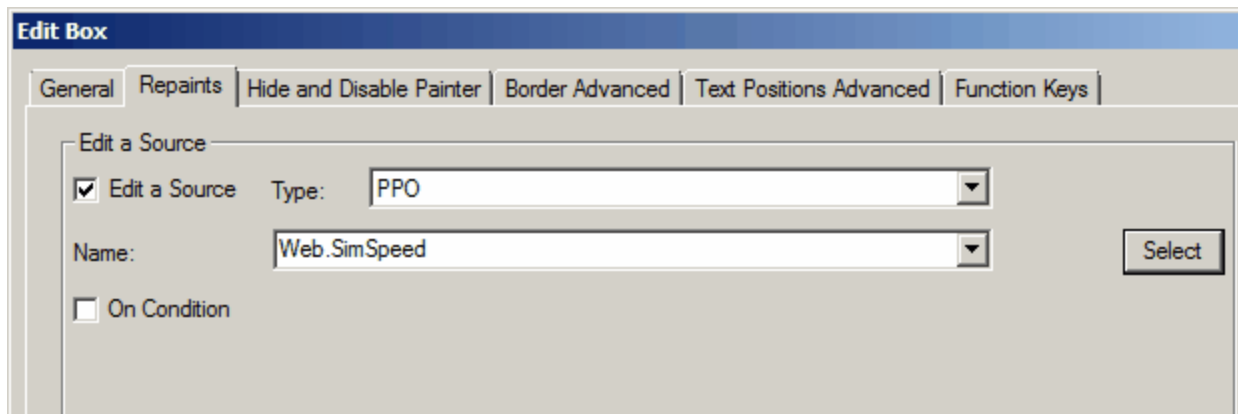 Edit Box
General Repaints Hide and Disable Painter Border Advanced Text Positions Advanced Function Keys
Edit a Source
Edit a Source Type: PPO
Name: Web.SimSpeed Select
On Condition